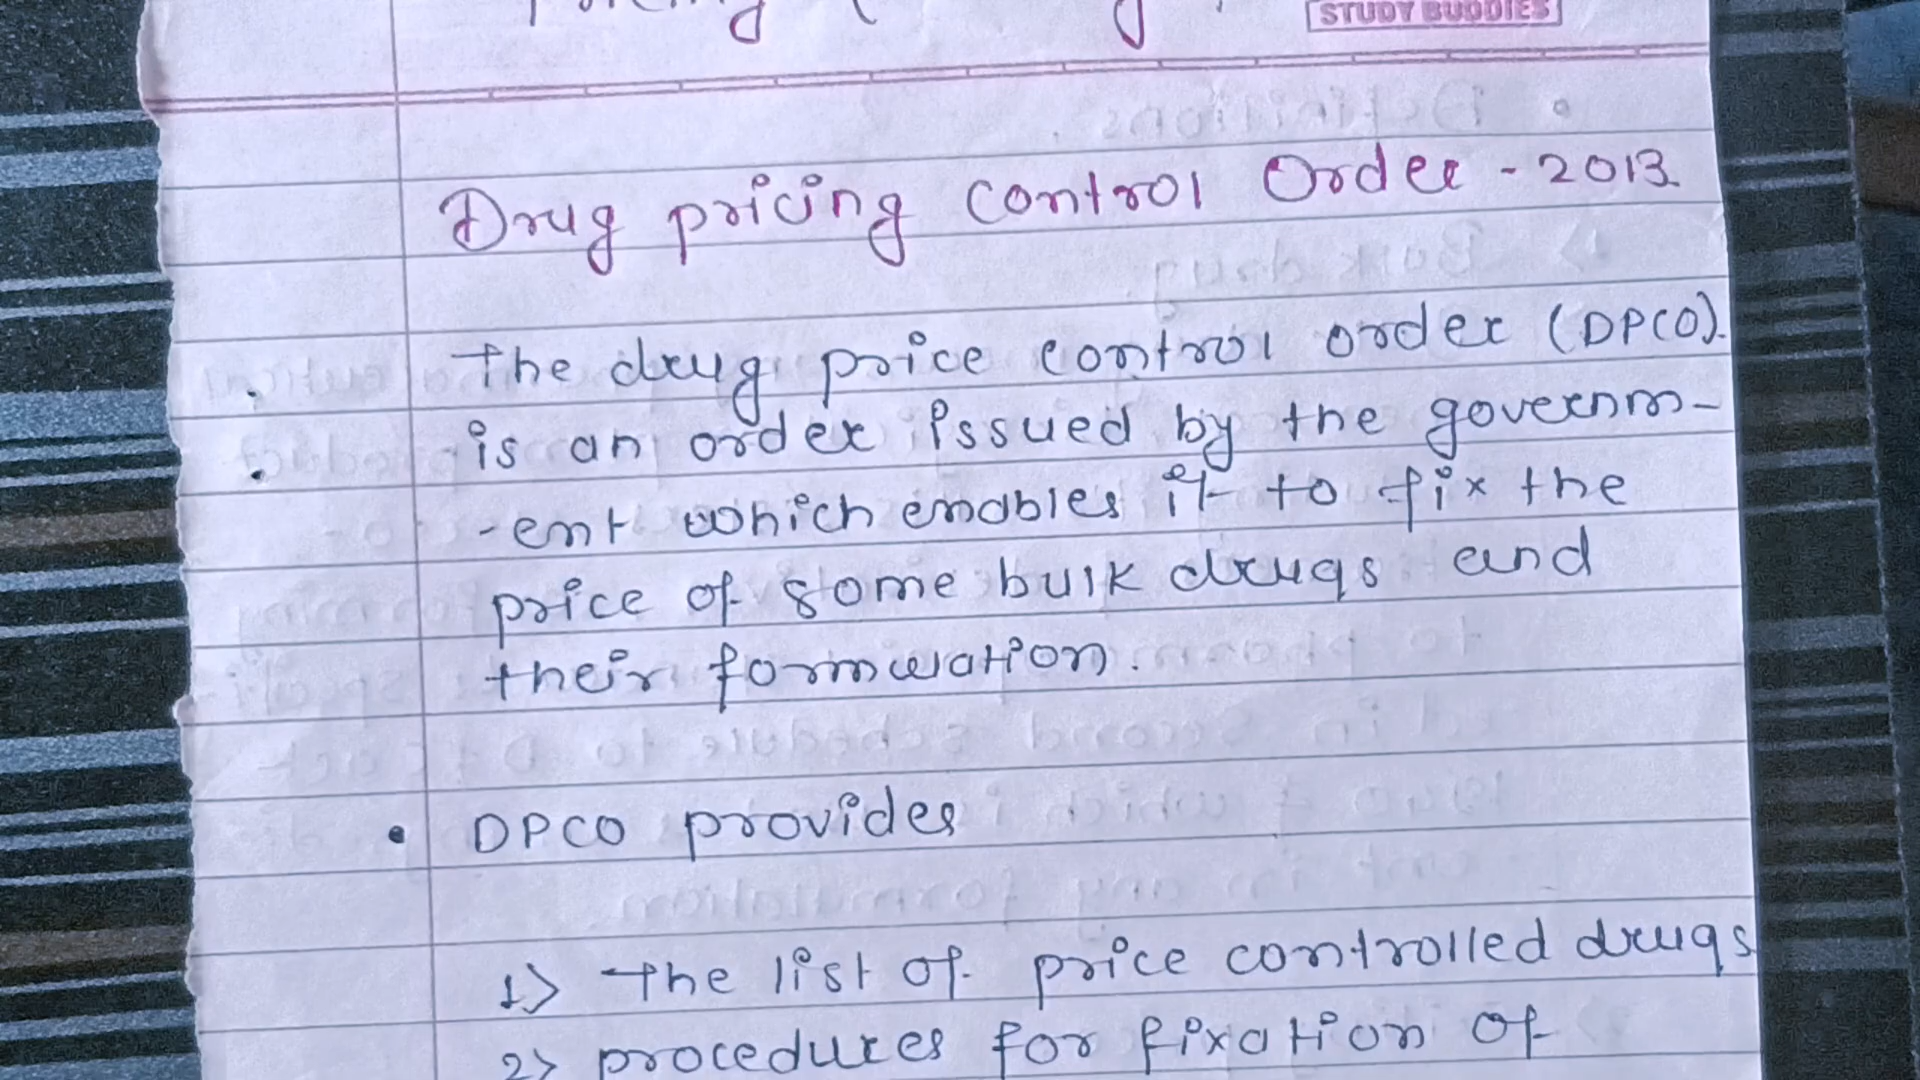 STUDY BUDDIES
Drug pricing control Order - 2013
The drug price control order (DPCO).
is an order issued by the governm-
-ent which enables it to fix the
price of some bulk drugs and
their formulation.
• DPCO provides
1> The list of price controlled drugs
2> procedures for fixation of